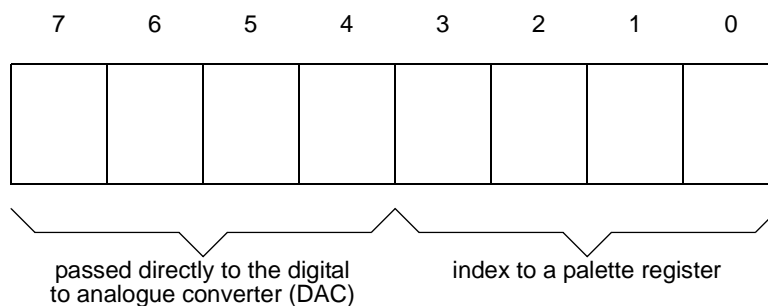 7 6 5 4 3 2 1 0
passed directly to the digital
to analogue converter (DAC)
index to a palette register